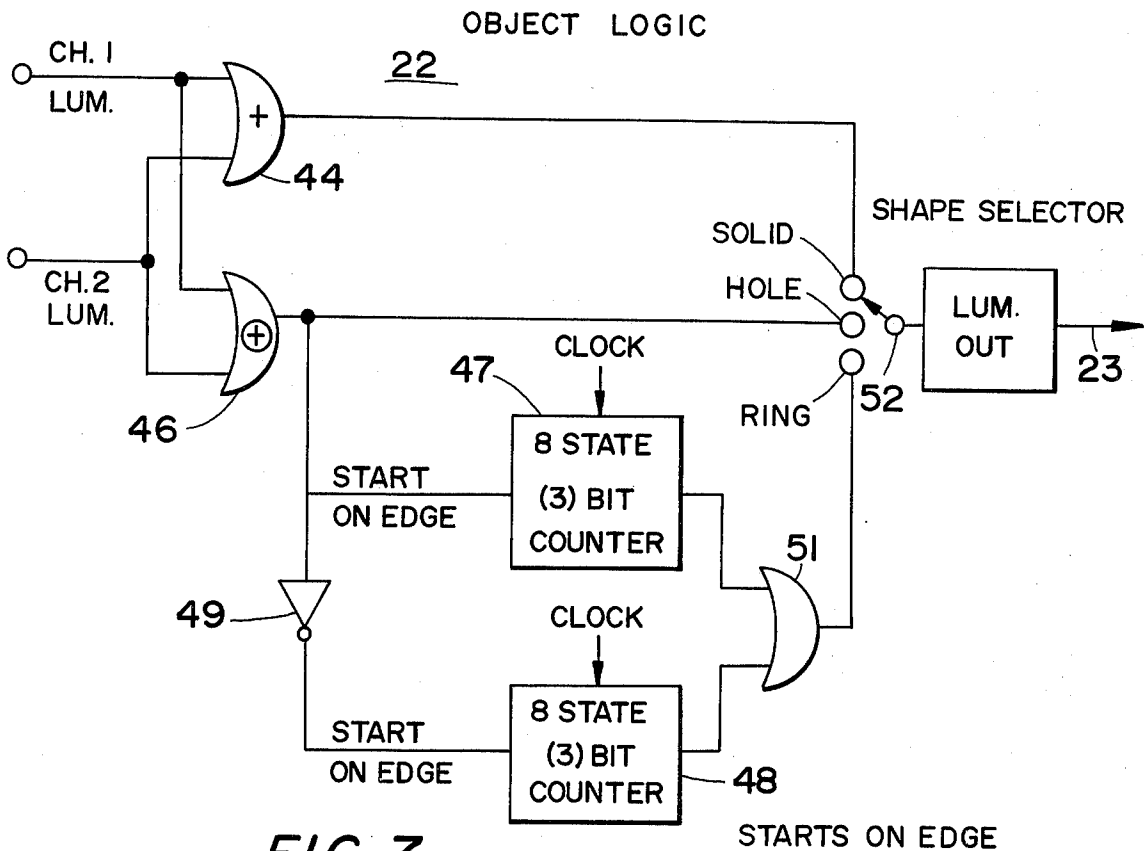 OBJECT LOGIC
22
CH. 1
LUM.
+
44
CH. 2
LUM.
+
46
SHAPE SELECTOR
SOLID
HOLE
RING
52
LUM.
OUT
23
CLOCK
47
8 STATE
(3) BIT
COUNTER
START
ON EDGE
49
51
CLOCK
8 STATE
(3) BIT
COUNTER
48
START
ON EDGE
STARTS ON EDGE